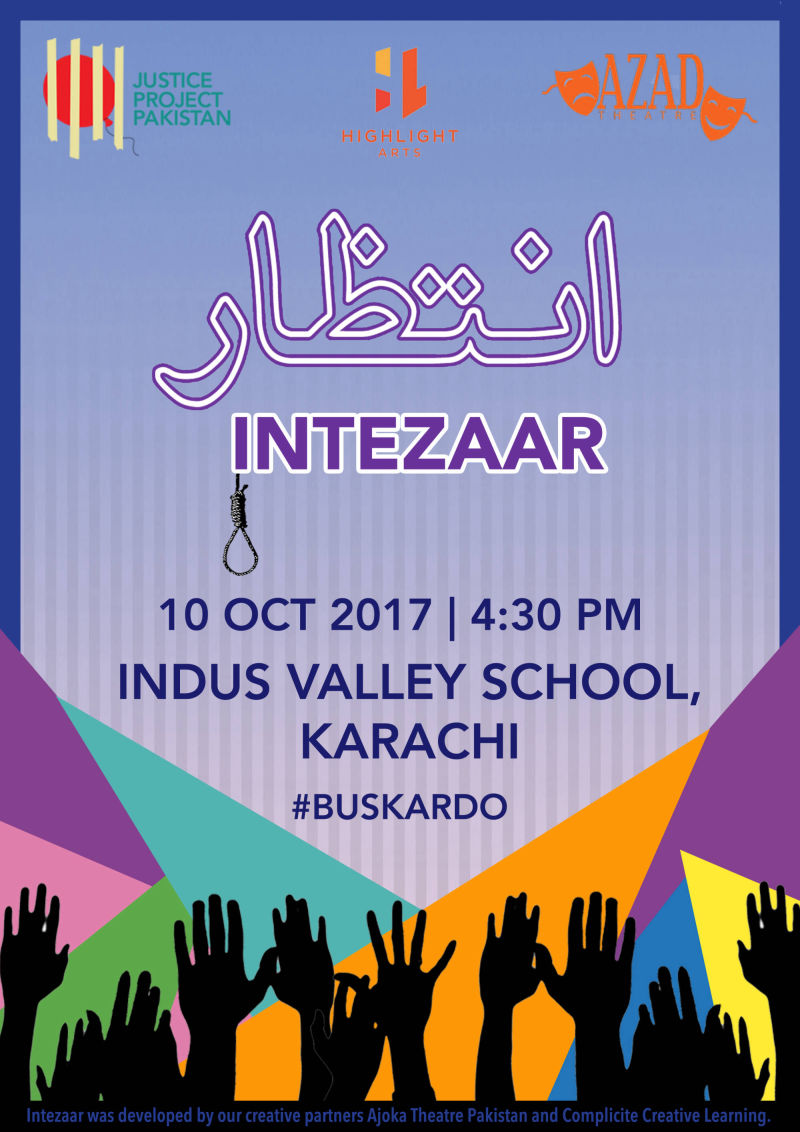 JUSTICE
PROJECT
PAKISTAN
HIGHLIGHT
ARTS
AZAD
THEATRE
انتظار
INTEZAAR
10 OCT 2017 | 4:30 PM
INDUS VALLEY SCHOOL,
KARACHI
#BUSKARDO
Intezaar was developed by our creative partners Ajoka Theatre Pakistan and Complicite Creative Learning.